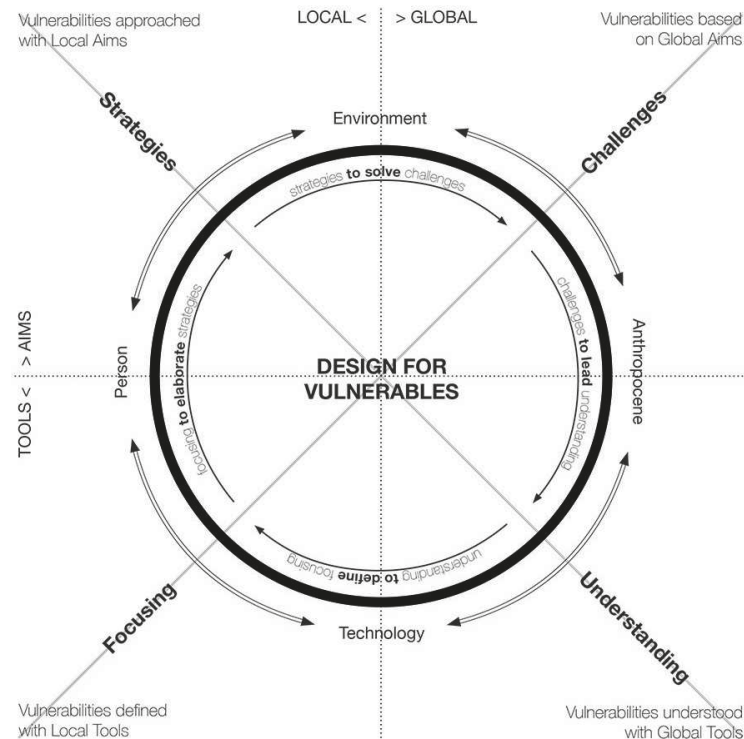 Vulnerabilities approached
with Local Aims
LOCAL < > GLOBAL
Vulnerabilities based
on Global Aims
Strategies
Challenges
Environment
strategies to solve challenges
challenges to lead understanding
Anthropocene
TOOLS < > AIMS
Person
focusing to elaborate strategies
DESIGN FOR
VULNERABLES
understanding to define focusing
Technology
Focusing
Understanding
Vulnerabilities defined
with Local Tools
Vulnerabilities understood
with Global Tools